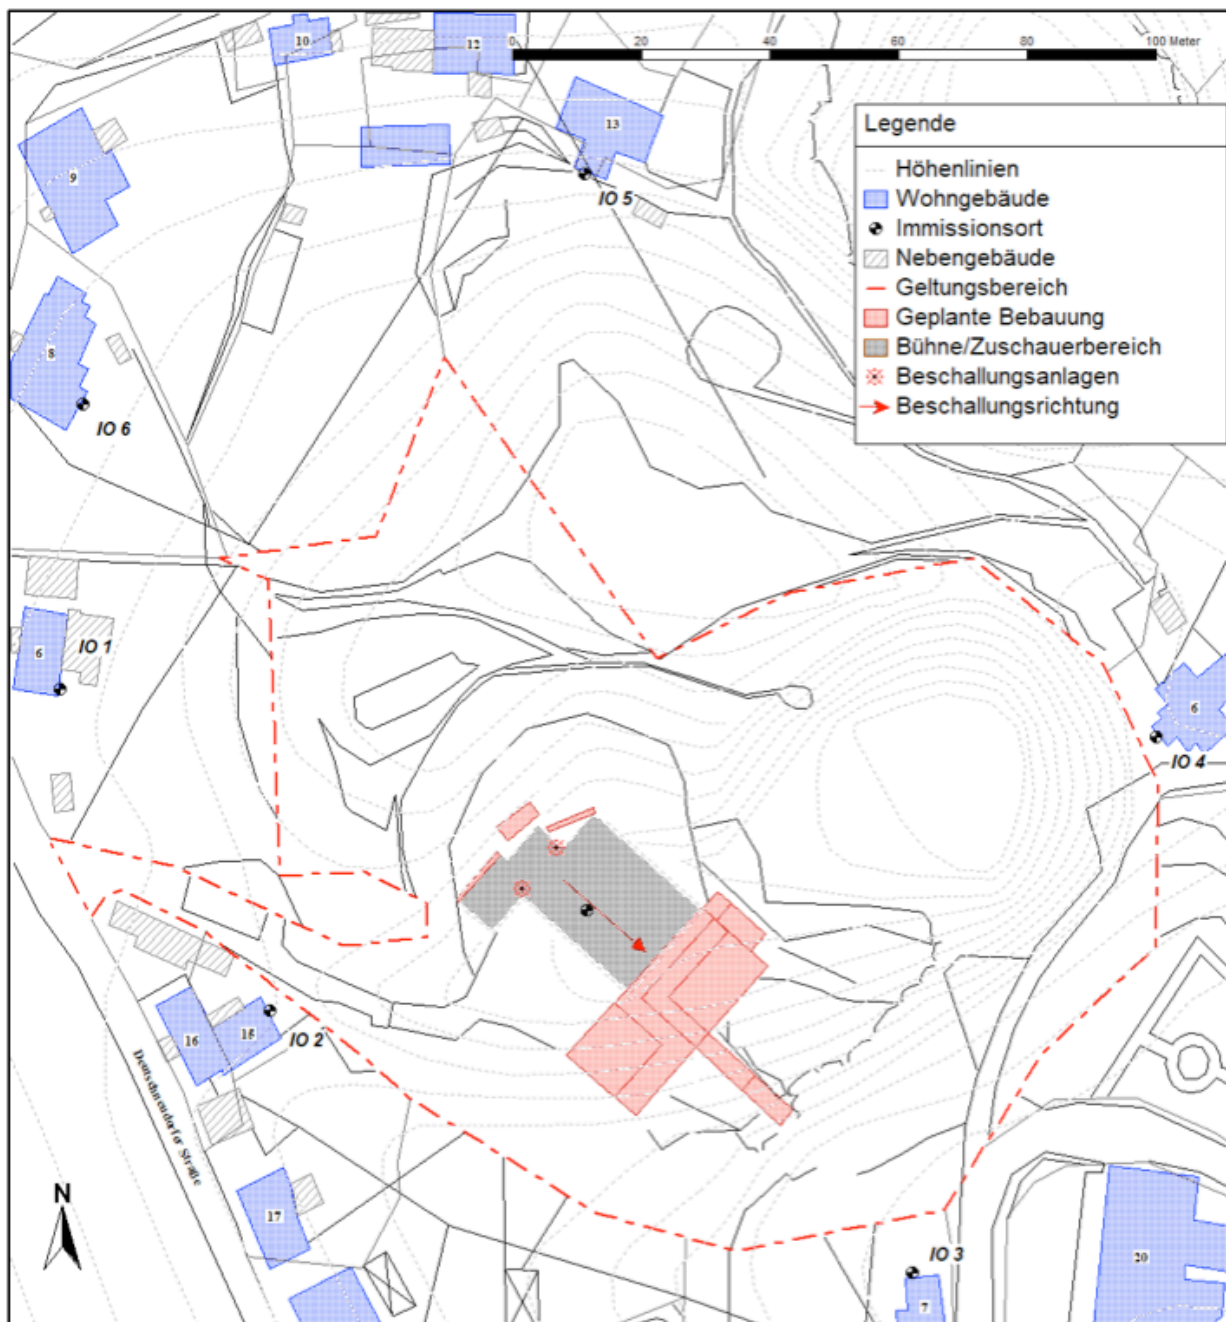 10
12
0 20 40 60 80 100 Meter
13
9
IO 5
Legende
Höhenlinien
Wohngebäude
Immissionsort
Nebengebäude
Geltungsbereich
Geplante Bebauung
Bühne/Zuschauerbereich
Beschallungsanlagen
Beschallungsrichtung
8
IO 6
6
IO 1
6
IO 4
16
15
IO 2
Straße
N
17
IO 3
7
20